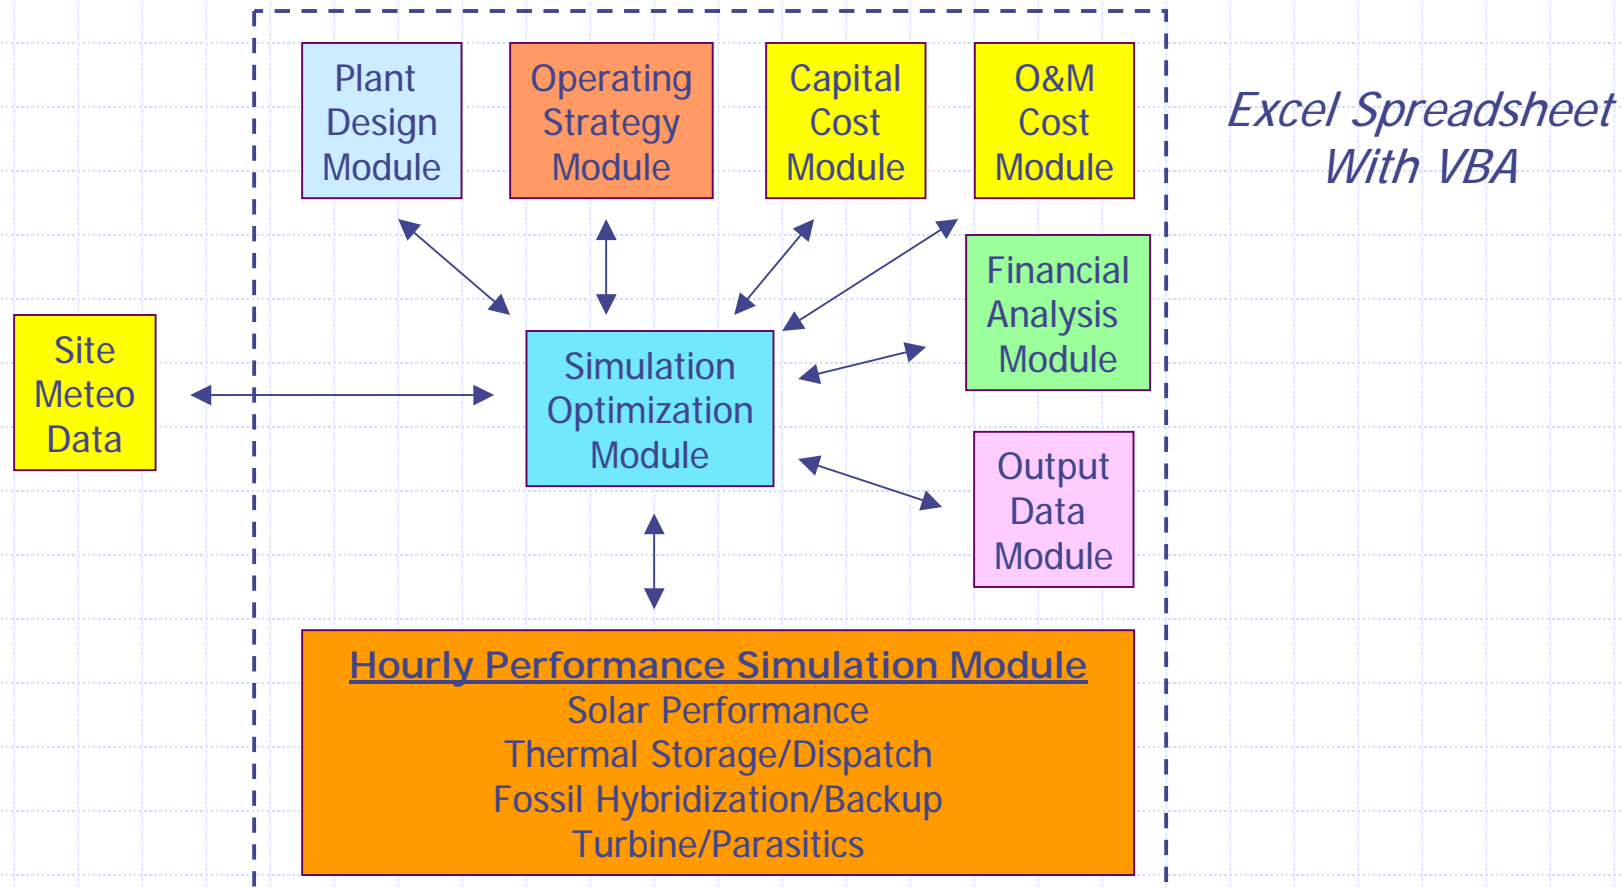 Plant
Design
Module
Operating
Strategy
Module
Capital
Cost
Module
O&M
Cost
Module
Excel Spreadsheet
With VBA
Financial
Analysis
Module
Site
Meteo
Data
Simulation
Optimization
Module
Output
Data
Module
Hourly Performance Simulation Module
Solar Performance
Thermal Storage/Dispatch
Fossil Hybridization/Backup
Turbine/Parasitics